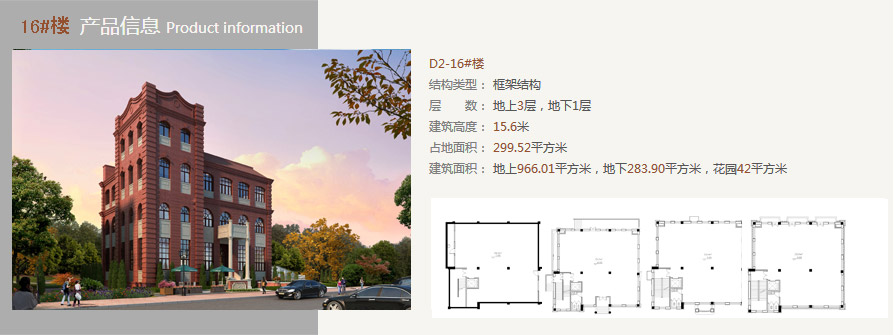 16#楼 产品信息 Product information
D2-16#楼
结构类型： 框架结构
层　　数： 地上3层，地下1层
建筑高度： 15.6米
占地面积： 299.52平方米
建筑面积： 地上966.01平方米，地下283.90平方米，花园42平方米